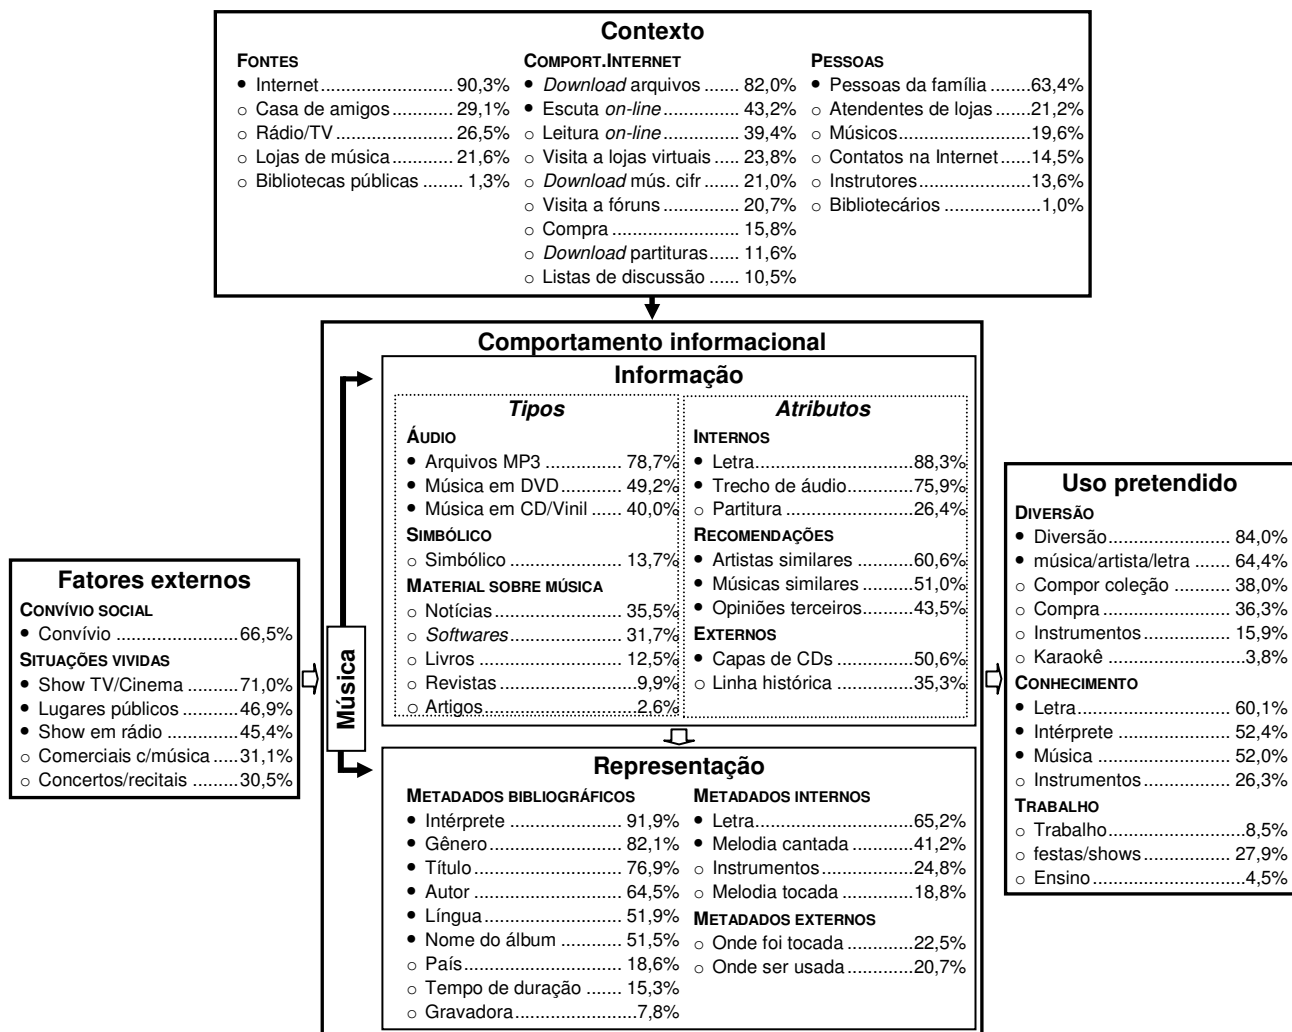 Contexto
FONTES
• Internet ........................... 90,3%
○ Casa de amigos ........... 29,1%
○ Rádio/TV ....................... 26,5%
○ Lojas de música ............ 21,6%
○ Bibliotecas públicas ........ 1,3%
COMPORT.INTERNET
• Download arquivos ....... 82,0%
• Escuta on-line ................ 43,2%
○ Leitura on-line ................ 39,4%
○ Visita a lojas virtuais ...... 23,8%
○ Download mús. cifr ........ 21,0%
○ Visita a fóruns ................ 20,7%
○ Compra .......................... 15,8%
○ Download partituras ...... 11,6%
○ Listas de discussão ...... 10,5%
PESSOAS
• Pessoas da família ......... 63,4%
○ Atendentes de lojas ....... 21,2%
○ Músicos .......................... 19,6%
○ Contatos na Internet ...... 14,5%
○ Instrutores ...................... 13,6%
○ Bibliotecários .................... 1,0%
Comportamento informacional
Informação
Tipos
ÁUDIO
• Arquivos MP3 ................ 78,7%
• Música em DVD ............. 49,2%
• Música em CD/Vinil ....... 40,0%
SIMBÓLICO
○ Simbólico ....................... 13,7%
MATERIAL SOBRE MÚSICA
○ Notícias .......................... 35,5%
○ Softwares ....................... 31,7%
○ Livros .............................. 12,5%
○ Revistas ........................... 9,9%
○ Artigos .............................. 2,6%
Atributos
INTERNOS
• Letra ................................ 88,3%
• Trecho de áudio .............. 75,9%
○ Partitura .......................... 26,4%
RECOMENDAÇÕES
• Artistas similares ............ 60,6%
• Músicas similares ........... 51,0%
• Opiniões terceiros .......... 43,5%
EXTERNOS
• Capas de CDs ................ 50,6%
○ Linha histórica ................ 35,3%
Fatores externos
CONVÍVIO SOCIAL
• Convívio .......................... 66,5%
SITUAÇÕES VIVIDAS
• Show TV/Cinema ........... 71,0%
• Lugares públicos ............ 46,9%
• Show em rádio ................ 45,4%
○ Comerciais c/música ...... 31,1%
○ Concertos/recitais .......... 30,5%
Música
Representação
METADADOS BIBLIOGRÁFICOS
• Intérprete ........................ 91,9%
• Gênero ............................ 82,1%
• Título ............................... 76,9%
• Autor ............................... 64,5%
• Língua ............................. 51,9%
• Nome do álbum .............. 51,5%
○ País ................................. 18,6%
○ Tempo de duração ......... 15,3%
○ Gravadora ........................ 7,8%
METADADOS INTERNOS
• Letra ................................ 65,2%
• Melodia cantada ............. 41,2%
○ Instrumentos ................... 24,8%
○ Melodia tocada ............... 18,8%
METADADOS EXTERNOS
○ Onde foi tocada .............. 22,5%
○ Onde ser usada .............. 20,7%
Uso pretendido
DIVERSÃO
• Diversão .......................... 84,0%
• música/artista/letra ......... 64,4%
○ Compor coleção ............. 38,0%
○ Compra ........................... 36,3%
○ Instrumentos ................... 15,9%
○ Karaokê ............................ 3,8%
CONHECIMENTO
• Letra ................................ 60,1%
• Intérprete ........................ 52,4%
• Música ............................. 52,0%
○ Instrumentos ................... 26,3%
TRABALHO
○ Trabalho ........................... 8,5%
○ festas/shows .................. 27,9%
○ Ensino .............................. 4,5%